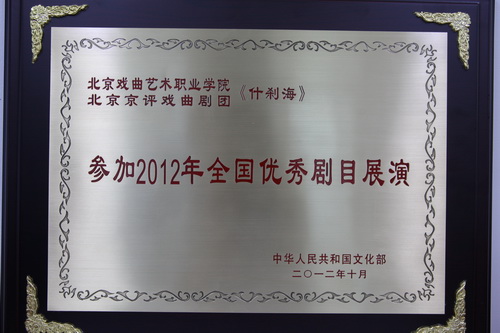 北京戏曲艺术职业学院
北京京评戏曲剧团
《什刹海》
参加2012年全国优秀剧目展演
中华人民共和国文化部
二〇一二年十月